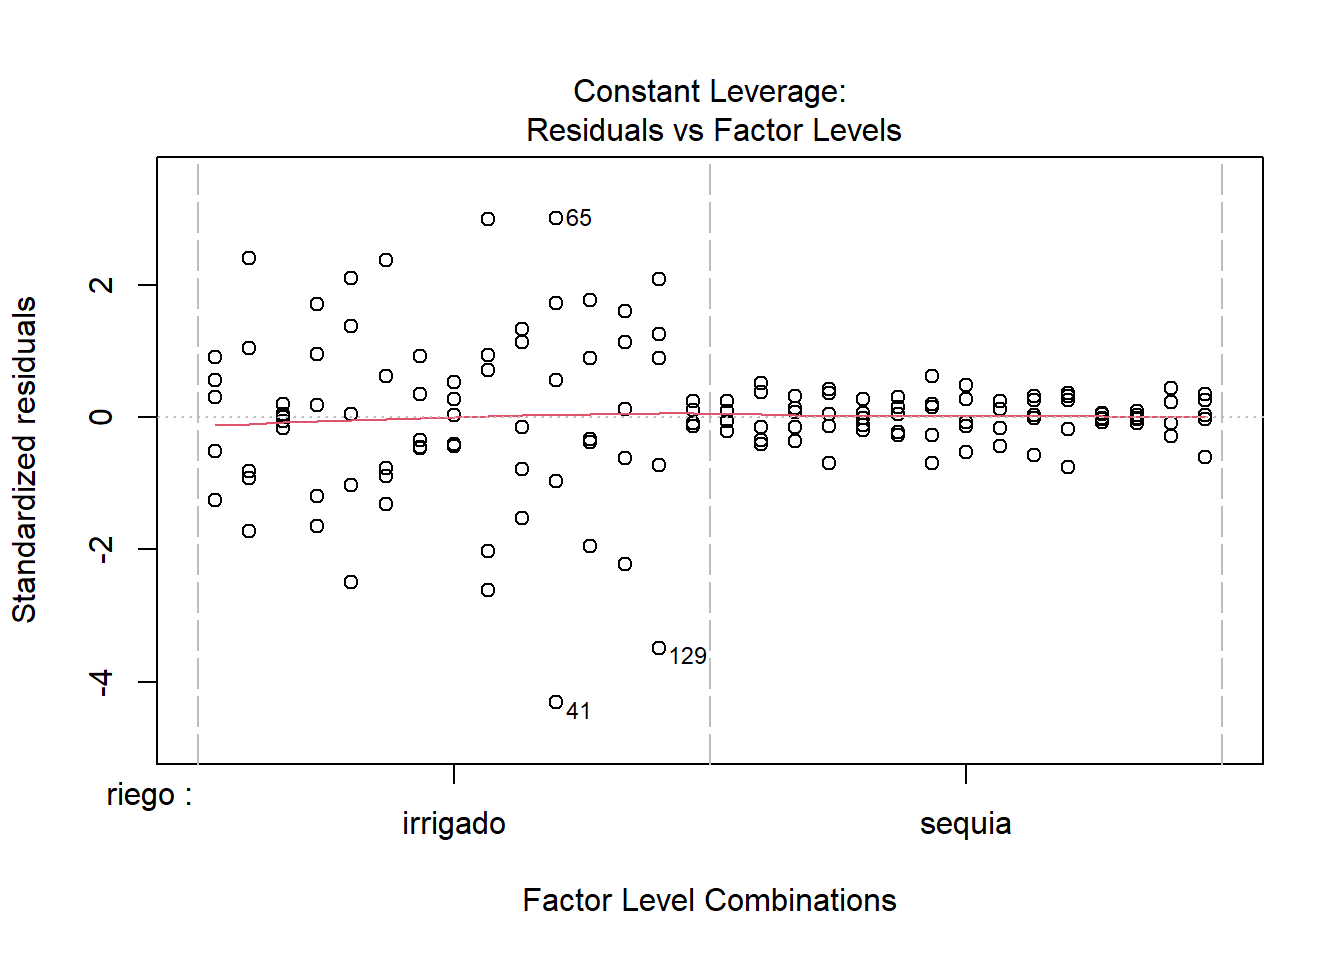 Constant Leverage:
Residuals vs Factor Levels
Standardized residuals
2
0
-2
-4
65
129
41
riego :
irrigado
sequia
Factor Level Combinations